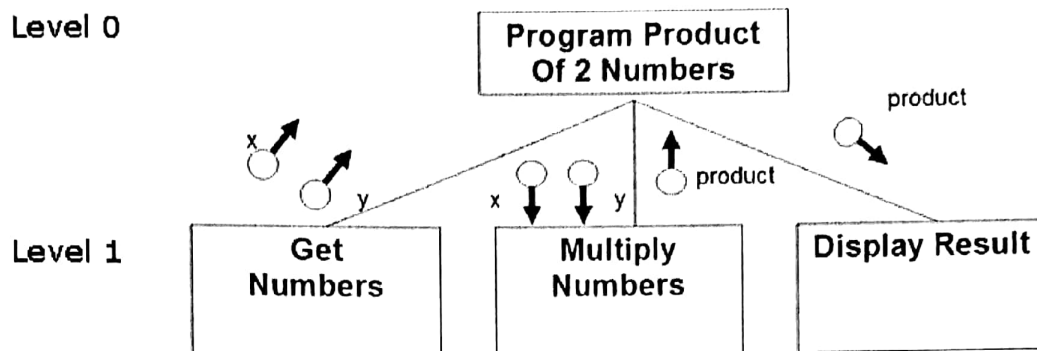 Level 0
Program Product
Of 2 Numbers
product
x
y
x
y
product
Level 1
Get
Numbers
Multiply
Numbers
Display Result